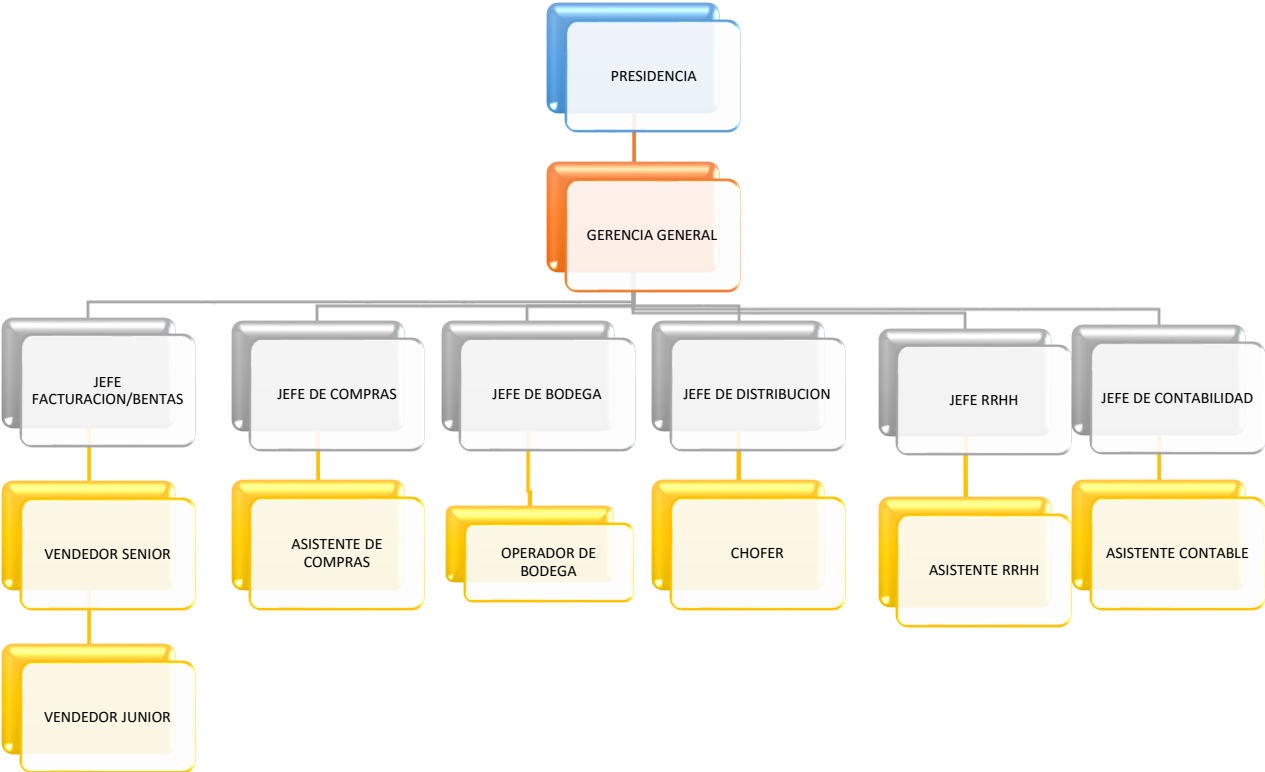 PRESIDENCIA
GERENCIA GENERAL
JEFE
FACTURACION/BENTAS
JEFE DE COMPRAS
JEFE DE BODEGA
JEFE DE DISTRIBUCION
JEFE RRHH
JEFE DE CONTABILIDAD
VENDEDOR SENIOR
ASISTENTE DE
COMPRAS
OPERADOR DE
BODEGA
CHOFER
ASISTENTE RRHH
ASISTENTE CONTABLE
VENDEDOR JUNIOR